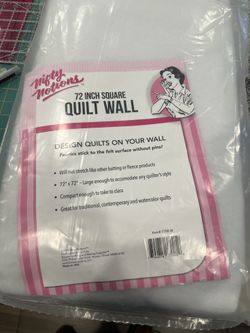 Nifty
Notions
72 INCH SQUARE
QUILT WALL
DESIGN QUILTS ON YOUR WALL
Fabrics stick to the felt surface without pins!
• Will not stretch like other batting or fleece products
• 72" x 72" - Large enough to accomodate any quilter's style
• Compact enough to take to class
• Great for traditional, contemporary and watercolor quilts